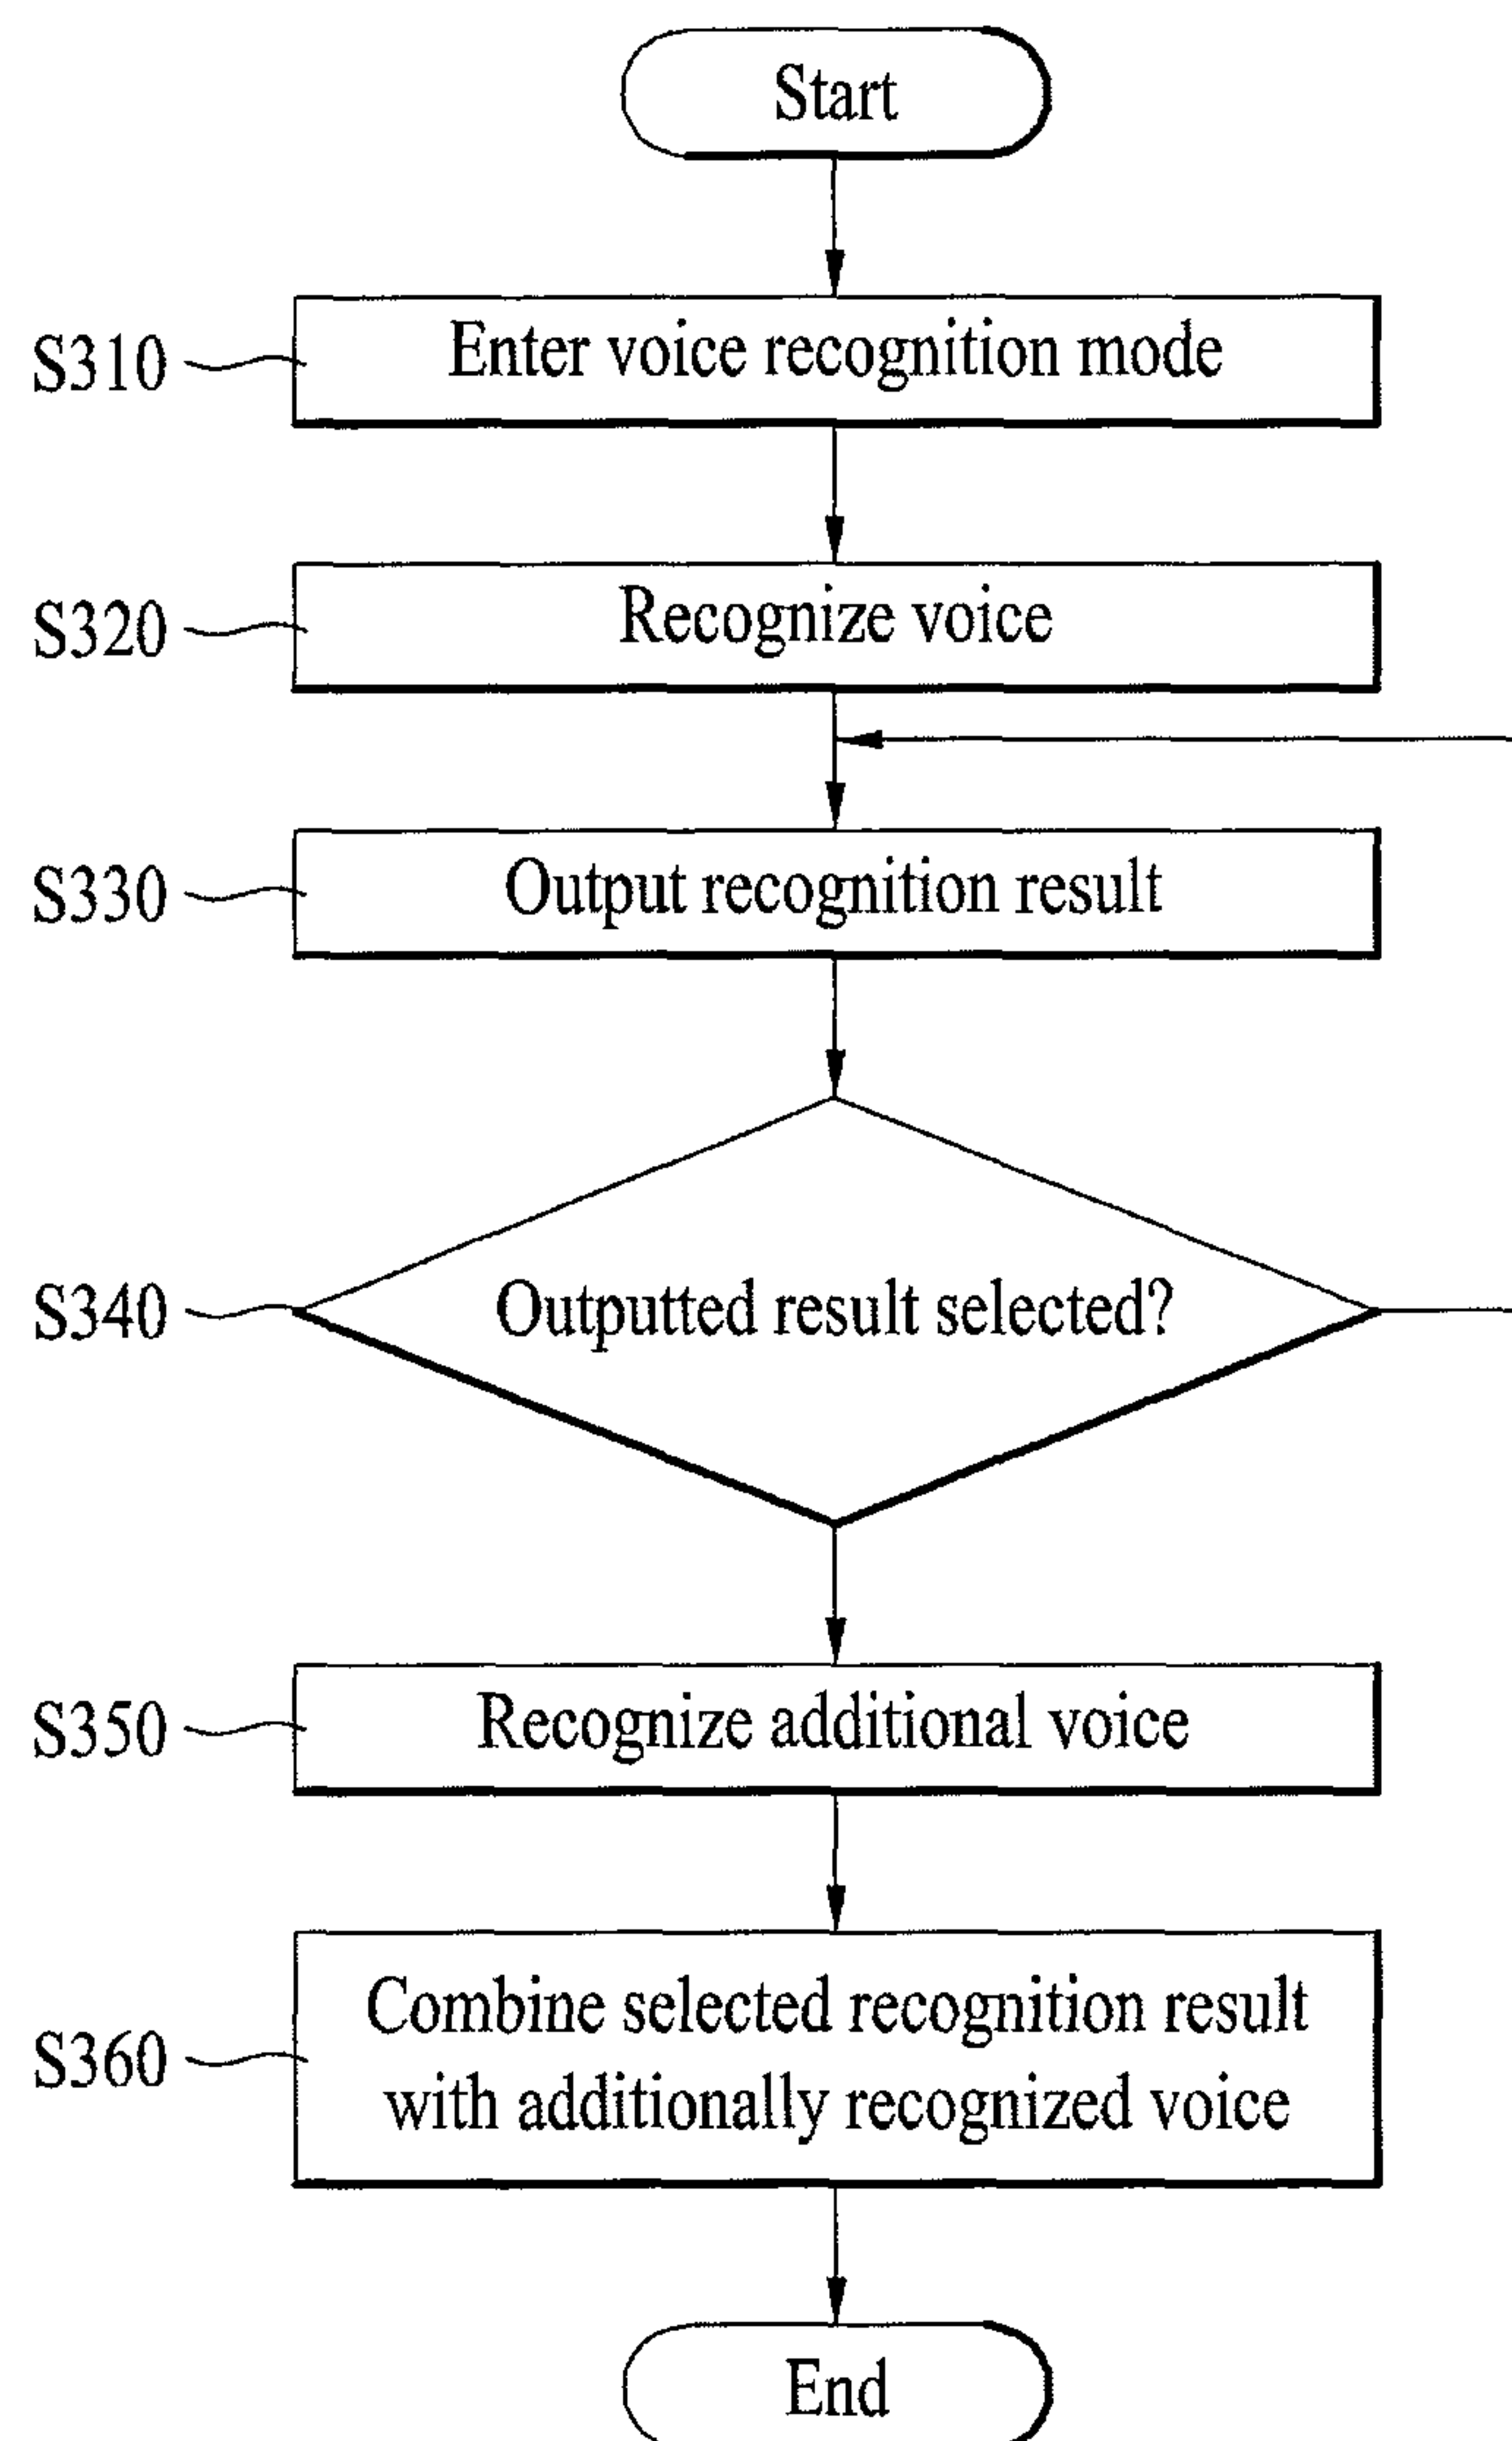 Start
S310
Enter voice recognition mode
S320
Recognize voice
S330
Output recognition result
S340
Outputted result selected?
S350
Recognize additional voice
S360
Combine selected recognition result
with additionally recognized voice
End